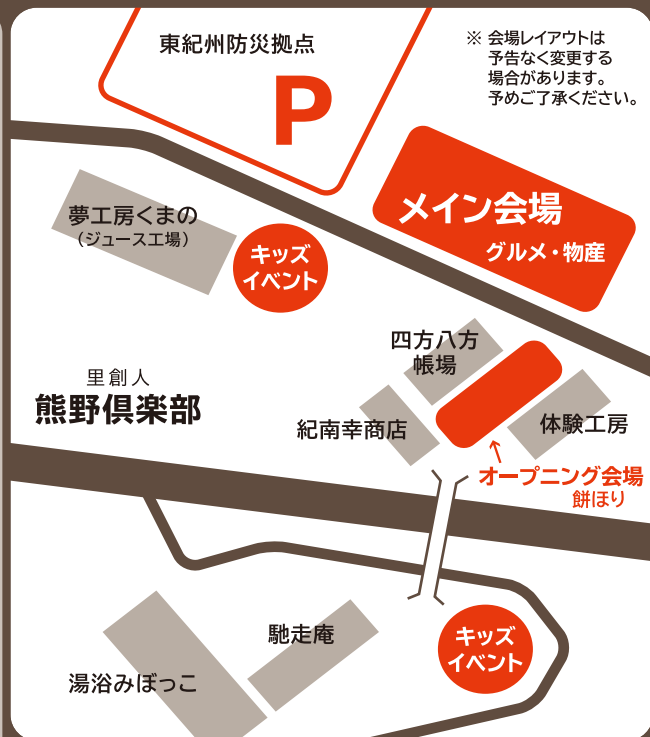 東紀州防災拠点
P
※ 会場レイアウトは
予告なく変更する
場合があります。
予めご了承ください。
メイン会場
グルメ・物産
夢工房くまの
（ジュース工場）
キッズ
イベント
四方八方
帳場
里創人
熊野倶楽部
紀南幸商店
体験工房
↑
オープニング会場
餅ほり
キッズ
イベント
馳走庵
湯浴みぼっこ